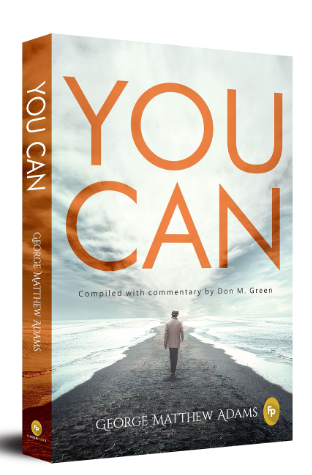 YOU CAN
GEORGE MATTHEW ADAMS
YOU
CAN
Compiled with commentary by Don M. Green
GEORGE MATTHEW ADAMS
FP